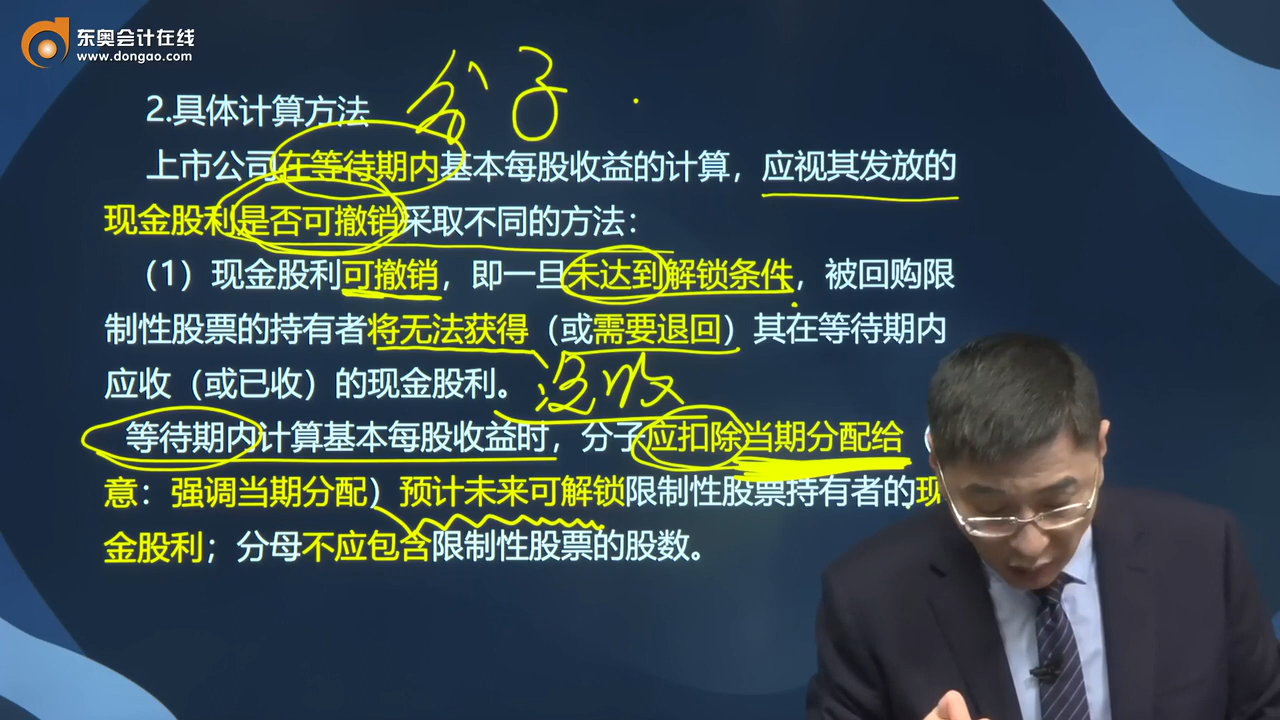 东奥会计在线
www.dongao.com
分子
2.具体计算方法
上市公司在等待期内基本每股收益的计算，应视其发放的
现金股利是否可撤销采取不同的方法：
（1）现金股利可撤销，即一旦未达到解锁条件，被回购限
制性股票的持有者将无法获得（或需要退回）其在等待期内
应收（或已收）的现金股利。
没收
等待期内计算基本每股收益时，分子应扣除当期分配给（
意：强调当期分配）预计未来可解锁限制性股票持有者的现
金股利；分母不应包含限制性股票的股数。